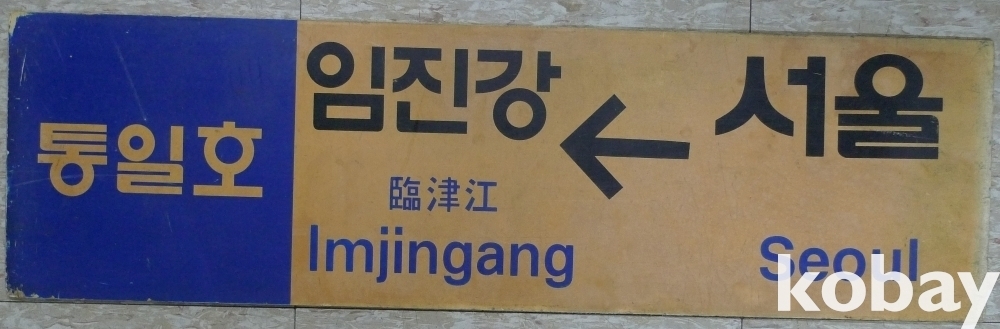 통일호
임진강 ← 서울
臨津江
Imjingang Seoul
kobay